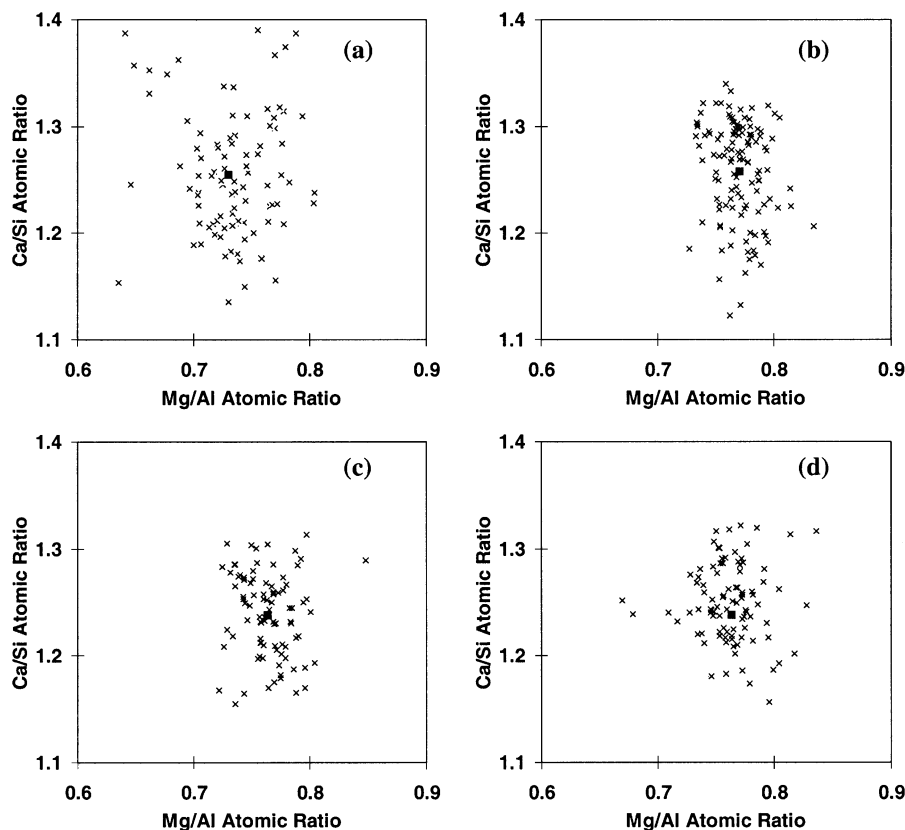 (a)
1.4
1.3
1.2
1.1
Ca/Si Atomic Ratio
0.6 0.7 0.8 0.9
Mg/Al Atomic Ratio
(b)
1.4
1.3
1.2
1.1
Ca/Si Atomic Ratio
0.6 0.7 0.8 0.9
Mg/Al Atomic Ratio
(c)
1.4
1.3
1.2
1.1
Ca/Si Atomic Ratio
0.6 0.7 0.8 0.9
Mg/Al Atomic Ratio
(d)
1.4
1.3
1.2
1.1
Ca/Si Atomic Ratio
0.6 0.7 0.8 0.9
Mg/Al Atomic Ratio